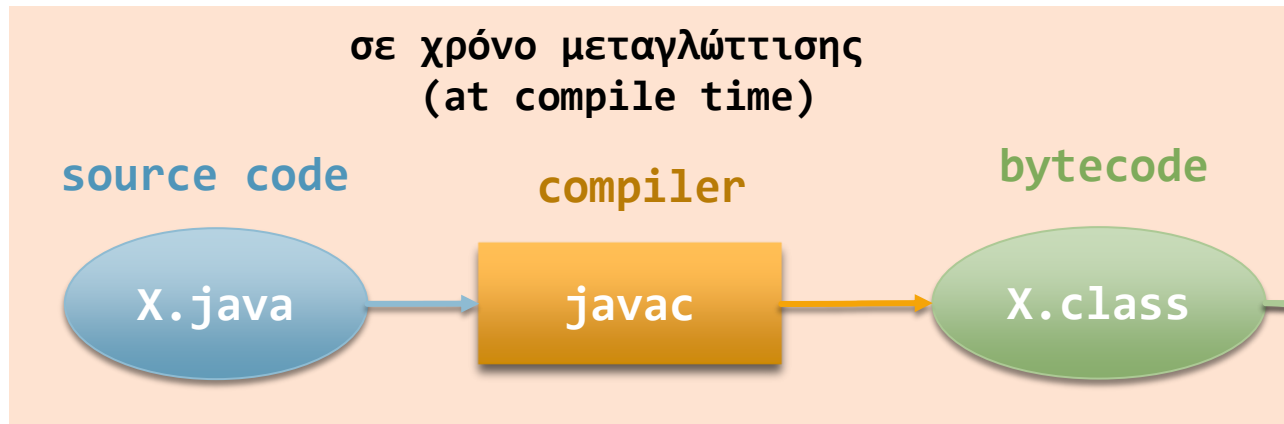 σε χρόνο μεταγλώττισης
(at compile time)
source code
compiler
bytecode
X.java
javac
X.class